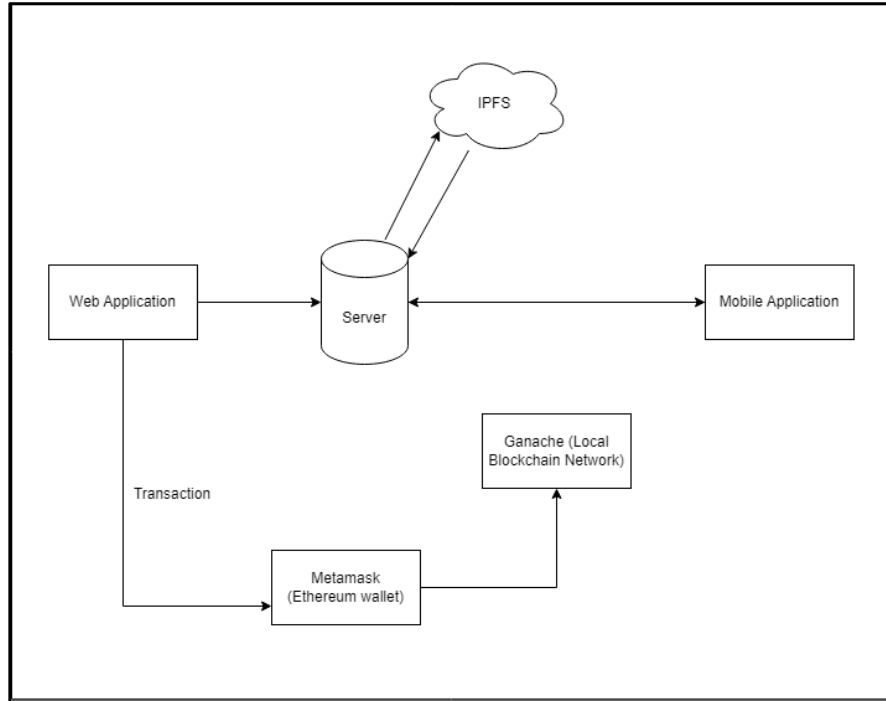 IPFS
Web Application
Server
Mobile Application
Ganache (Local
Blockchain Network)
Transaction
Metamask
(Ethereum wallet)